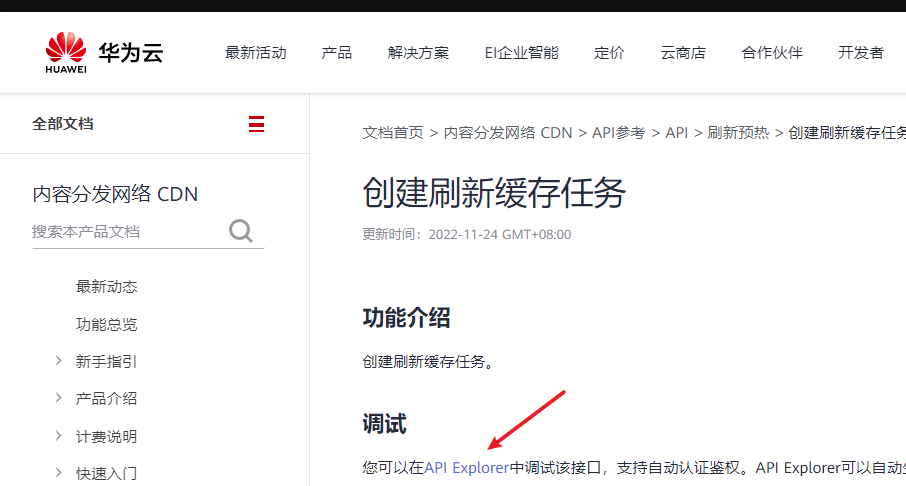 HUAWEI 华为云 最新活动 产品 解决方案 EI企业智能 定价 云商店 合作伙伴 开发者
全部文档
文档首页 > 内容分发网络 CDN > API参考 > API > 刷新预热 > 创建刷新缓存任务
内容分发网络 CDN
搜索本产品文档
最新动态
功能总览
新手指引
产品介绍
计费说明
快速入门
创建刷新缓存任务
更新时间：2022-11-24 GMT+08:00
功能介绍
创建刷新缓存任务。
调试
您可以在API Explorer中调试该接口，支持自动认证鉴权。API Explorer可以自动生